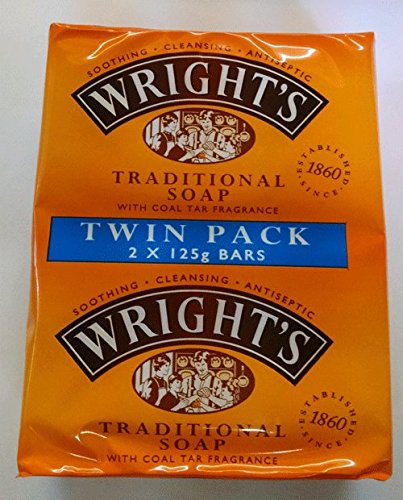 SOOTHING • CLEANSING • ANTISEPTIC
WRIGHT'S
TRADITIONAL
SOAP
WITH COAL TAR FRAGRANCE
• ESTABLISHED •
1860
SINCE
TWIN PACK
2 X 125g BARS
SOOTHING • CLEANSING • ANTISEPTIC
WRIGHT'S
TRADITIONAL
SOAP
WITH COAL TAR FRAGRANCE
• ESTABLISHED •
1860
SINCE